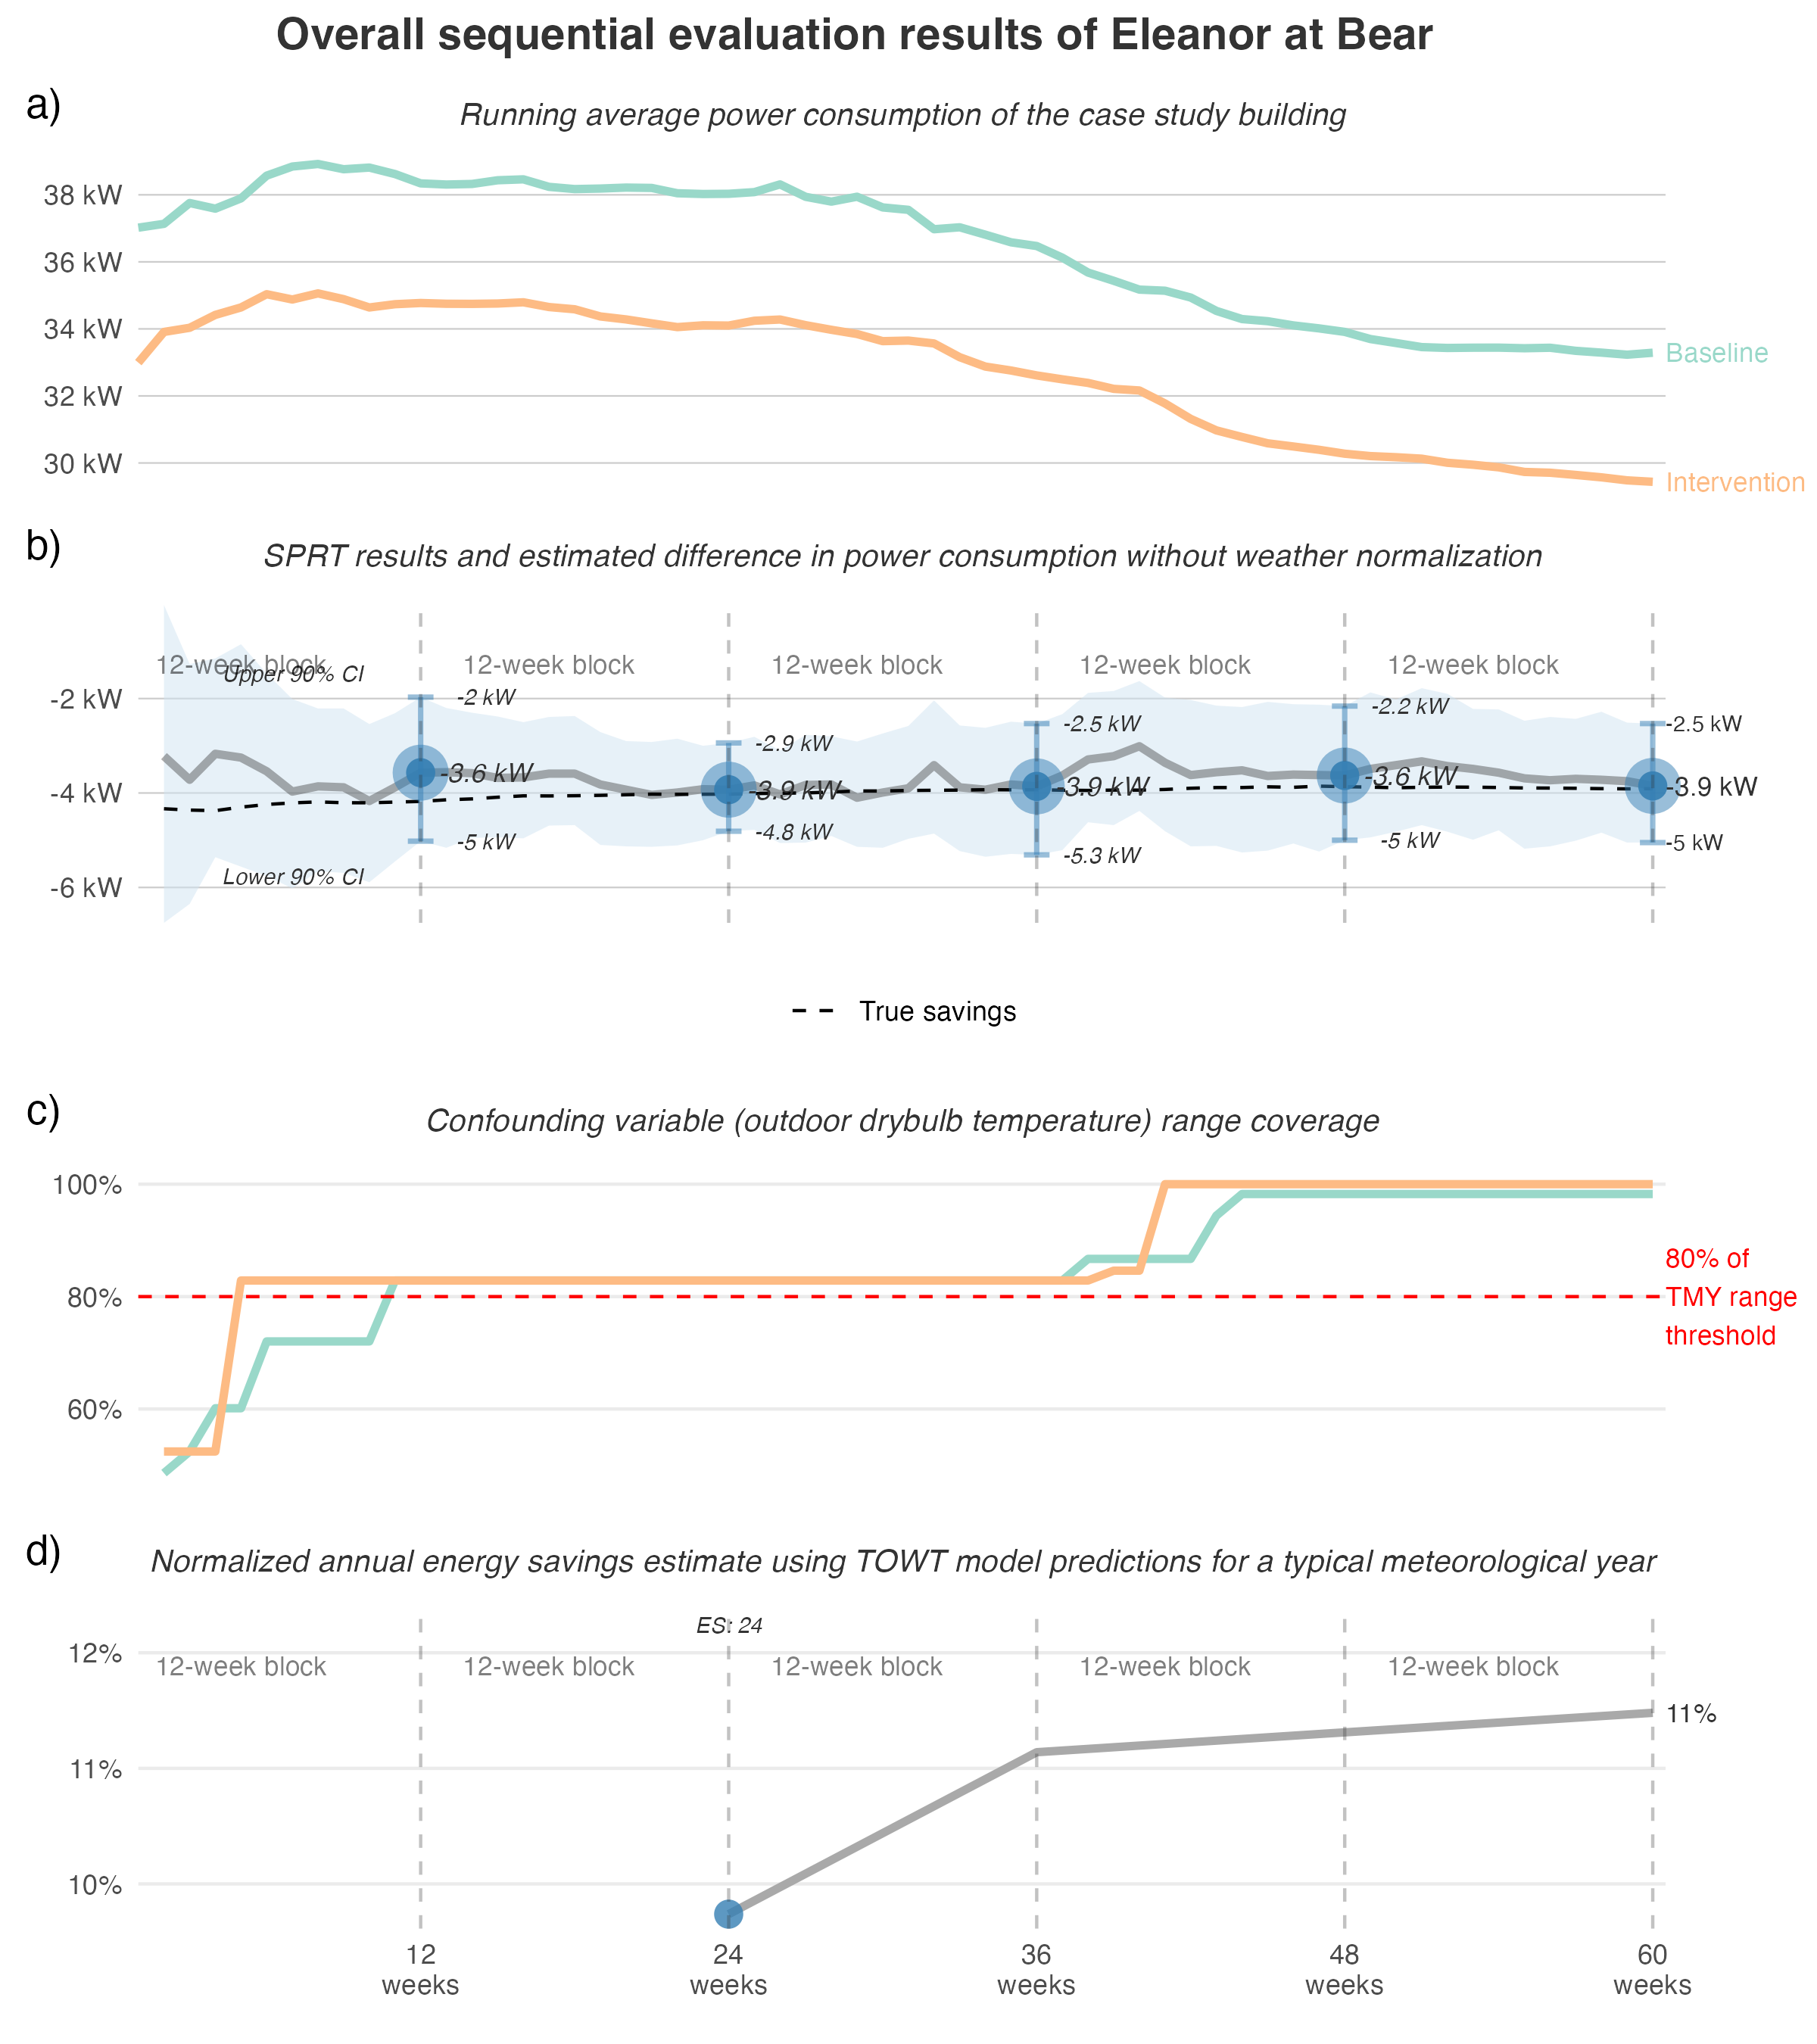 Overall sequential evaluation results of Eleanor at Bear
a)
Running average power consumption of the case study building
38 kW
36 kW
34 kW
32 kW
30 kW
Baseline
Intervention
b)
SPRT results and estimated difference in power consumption without weather normalization
12-week block
12-week block
12-week block
12-week block
12-week block
Upper 90% CI
-2 kW
-4 kW
-6 kW
-2 kW
-2.9 kW
-2.5 kW
-2.2 kW
-2.5 kW
-3.6 kW
-3.9 kW
-3.9 kW
-3.6 kW
-3.9 kW
-5 kW
-4.8 kW
-5.3 kW
-5 kW
-5 kW
Lower 90% CI
True savings
c)
Confounding variable (outdoor drybulb temperature) range coverage
100%
80%
60%
80% of
TMY range
threshold
d)
Normalized annual energy savings estimate using TOWT model predictions for a typical meteorological year
ES: 24
12%
11%
10%
12-week block
12-week block
12-week block
12-week block
12-week block
11%
12
weeks
24
weeks
36
weeks
48
weeks
60
weeks